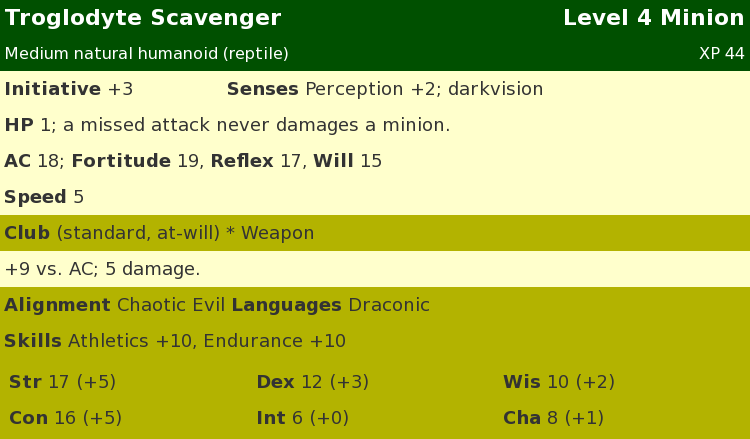 Troglodyte Scavenger Level 4 Minion
Medium natural humanoid (reptile) XP 44
Initiative +3 Senses Perception +2; darkvision
HP 1; a missed attack never damages a minion.
AC 18; Fortitude 19, Reflex 17, Will 15
Speed 5
Club (standard, at-will) * Weapon
+9 vs. AC; 5 damage.
Alignment Chaotic Evil Languages Draconic
Skills Athletics +10, Endurance +10
Str 17 (+5) Dex 12 (+3) Wis 10 (+2)
Con 16 (+5) Int 6 (+0) Cha 8 (+1)